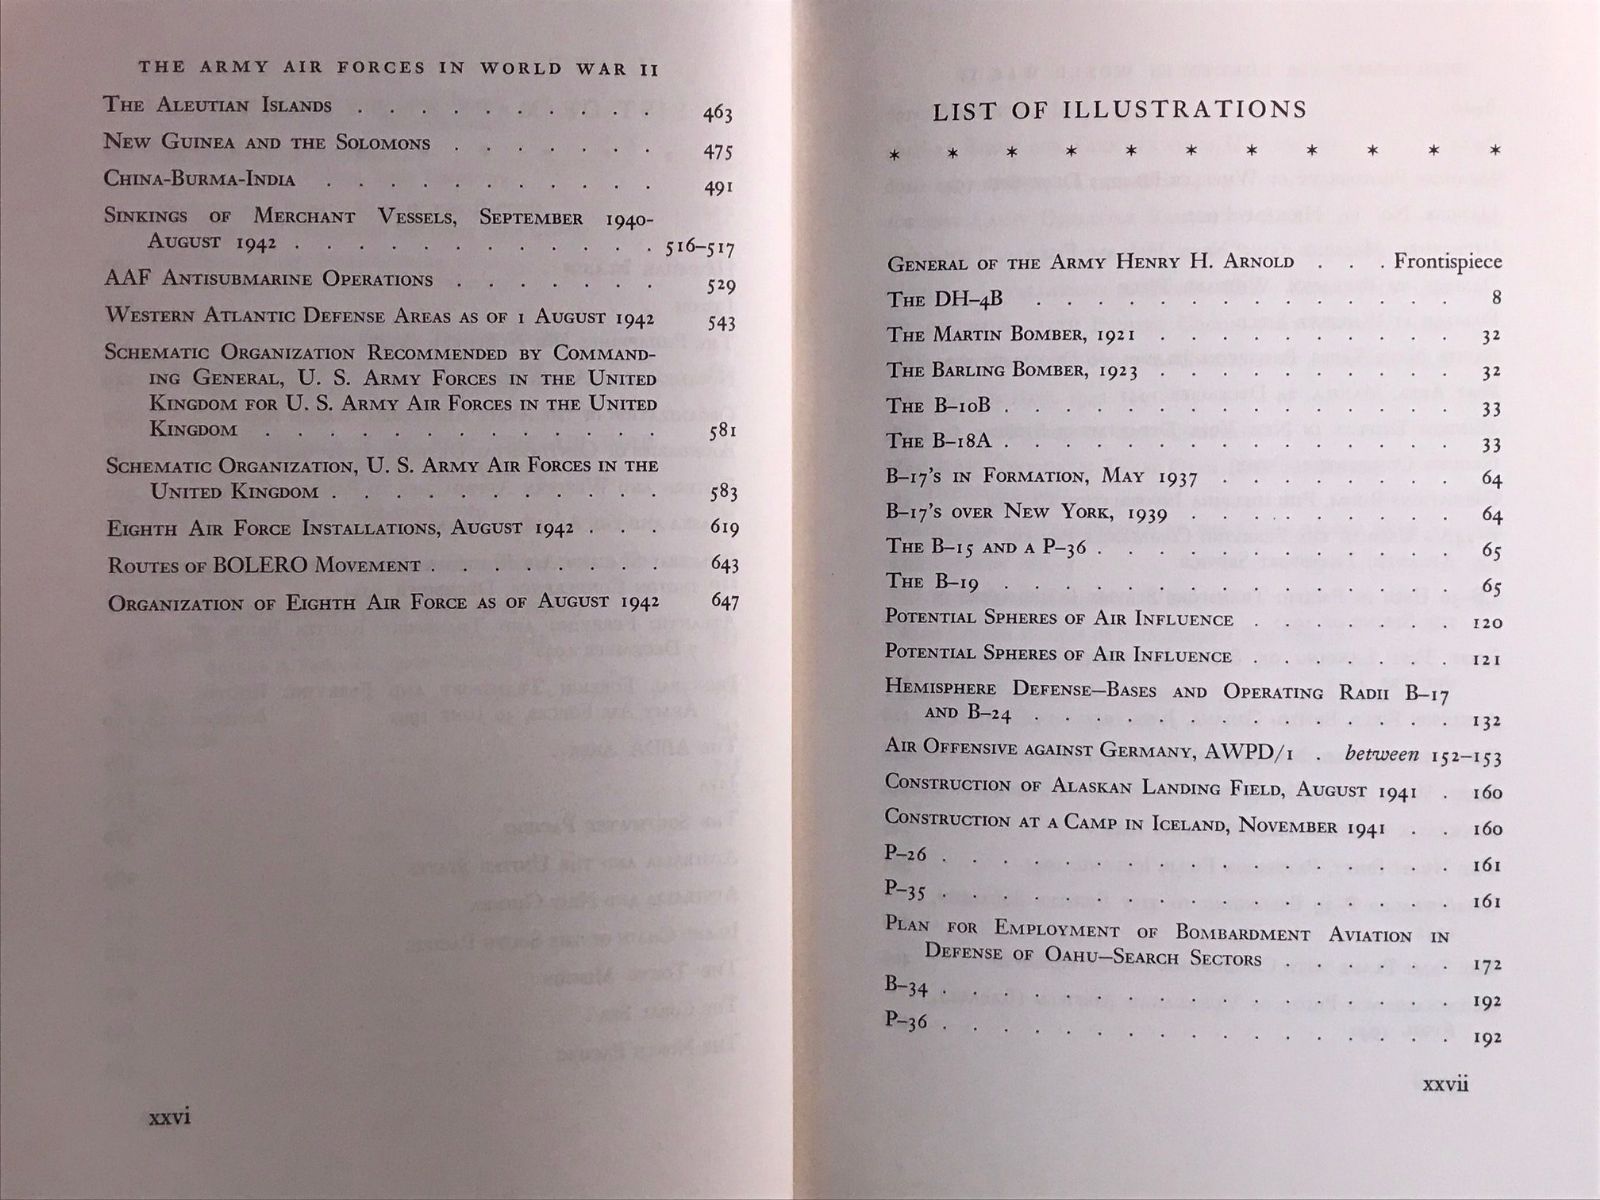 THE ARMY AIR FORCES IN WORLD WAR II
THE ALEUTIAN ISLANDS . . . . . . . . . . 463
NEW GUINEA AND THE SOLOMONS . . . . . . . 475
CHINA-BURMA-INDIA . . . . . . . . . . . 491
SINKINGS OF MERCHANT VESSELS, SEPTEMBER 1940-
AUGUST 1942 . . . . . . . . . . . . 516–517
AAF ANTISUBMARINE OPERATIONS . . . . . . . 529
WESTERN ATLANTIC DEFENSE AREAS AS OF 1 AUGUST 1942 543
SCHEMATIC ORGANIZATION RECOMMENDED BY COMMAND-
ING GENERAL, U. S. ARMY FORCES IN THE UNITED
KINGDOM FOR U. S. ARMY AIR FORCES IN THE UNITED
KINGDOM . . . . . . . . . . . . . 581
SCHEMATIC ORGANIZATION, U. S. ARMY AIR FORCES IN THE
UNITED KINGDOM . . . . . . . . . . . 583
EIGHTH AIR FORCE INSTALLATIONS, AUGUST 1942 . . . 619
ROUTES OF BOLERO MOVEMENT . . . . . . . . 643
ORGANIZATION OF EIGHTH AIR FORCE AS OF AUGUST 1942 647
xxvi
LIST OF ILLUSTRATIONS
* * * * * * * * * * *
GENERAL OF THE ARMY HENRY H. ARNOLD . . . Frontispiece
THE DH–4B . . . . . . . . . . . . . . 8
THE MARTIN BOMBER, 1921 . . . . . . . . . . 32
THE BARLING BOMBER, 1923 . . . . . . . . . . 32
THE B–10B . . . . . . . . . . . . . . . 33
THE B–18A . . . . . . . . . . . . . . . 33
B–17'S IN FORMATION, MAY 1937 . . . . . . . . 64
B–17'S OVER NEW YORK, 1939 . . . . . . . . . 64
THE B–15 AND A P–36 . . . . . . . . . . . . 65
THE B–19 . . . . . . . . . . . . . . . 65
POTENTIAL SPHERES OF AIR INFLUENCE . . . . . . . 120
POTENTIAL SPHERES OF AIR INFLUENCE . . . . . . . 121
HEMISPHERE DEFENSE—BASES AND OPERATING RADII B–17
AND B–24 . . . . . . . . . . . . . . 132
AIR OFFENSIVE AGAINST GERMANY, AWPD/1 . between 152–153
CONSTRUCTION OF ALASKAN LANDING FIELD, AUGUST 1941 . 160
CONSTRUCTION AT A CAMP IN ICELAND, NOVEMBER 1941 . . 160
P–26 . . . . . . . . . . . . . . . . . 161
P–35 . . . . . . . . . . . . . . . . . 161
PLAN FOR EMPLOYMENT OF BOMBARDMENT AVIATION IN
DEFENSE OF OAHU—SEARCH SECTORS . . . . . . 172
B–34 . . . . . . . . . . . . . . . . . 192
P–36 . . . . . . . . . . . . . . . . . 192
xxvii